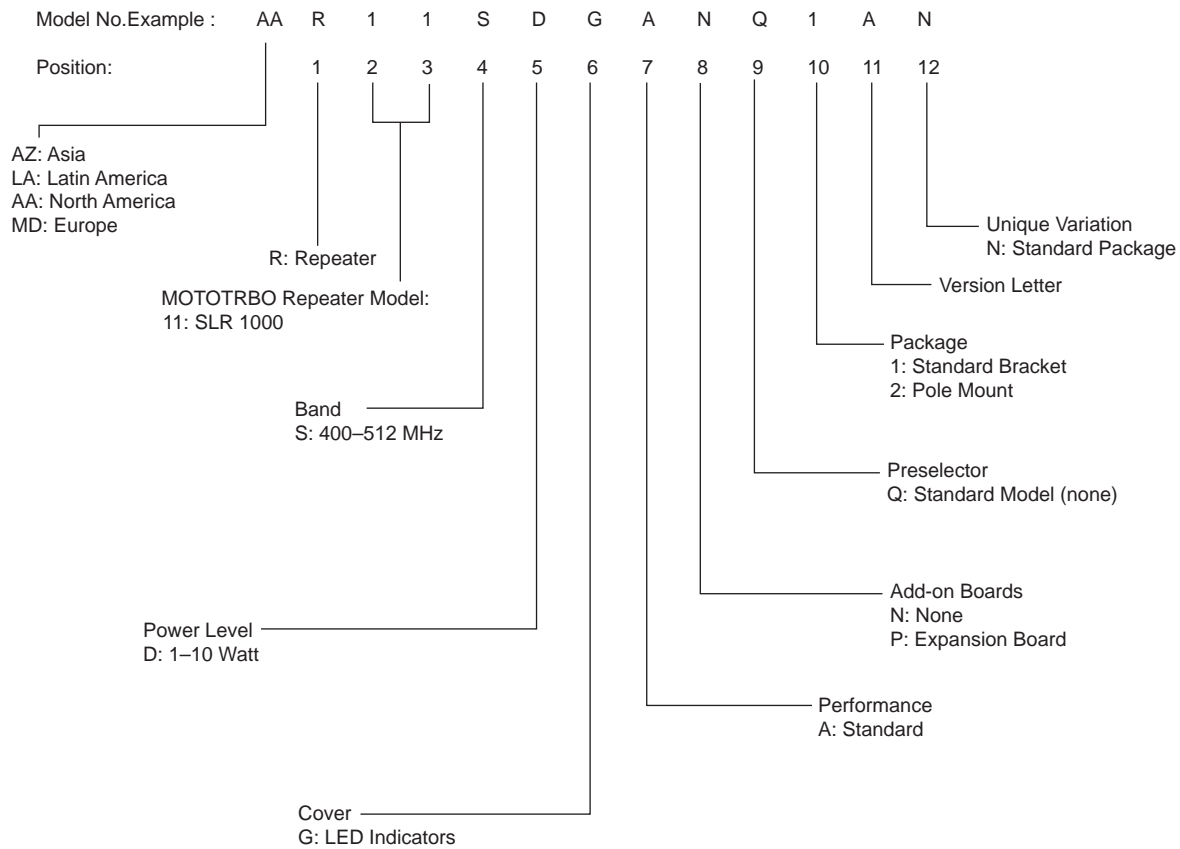 Model No.Example : AA R 1 1 S D G A N Q 1 A N
Position: 1 2 3 4 5 6 7 8 9 10 11 12
AZ: Asia
LA: Latin America
AA: North America
MD: Europe
R: Repeater
MOTOTRBO Repeater Model:
11: SLR 1000
Band
S: 400–512 MHz
Power Level
D: 1–10 Watt
Cover
G: LED Indicators
Unique Variation
N: Standard Package
Version Letter
Package
1: Standard Bracket
2: Pole Mount
Preselector
Q: Standard Model (none)
Add-on Boards
N: None
P: Expansion Board
Performance
A: Standard